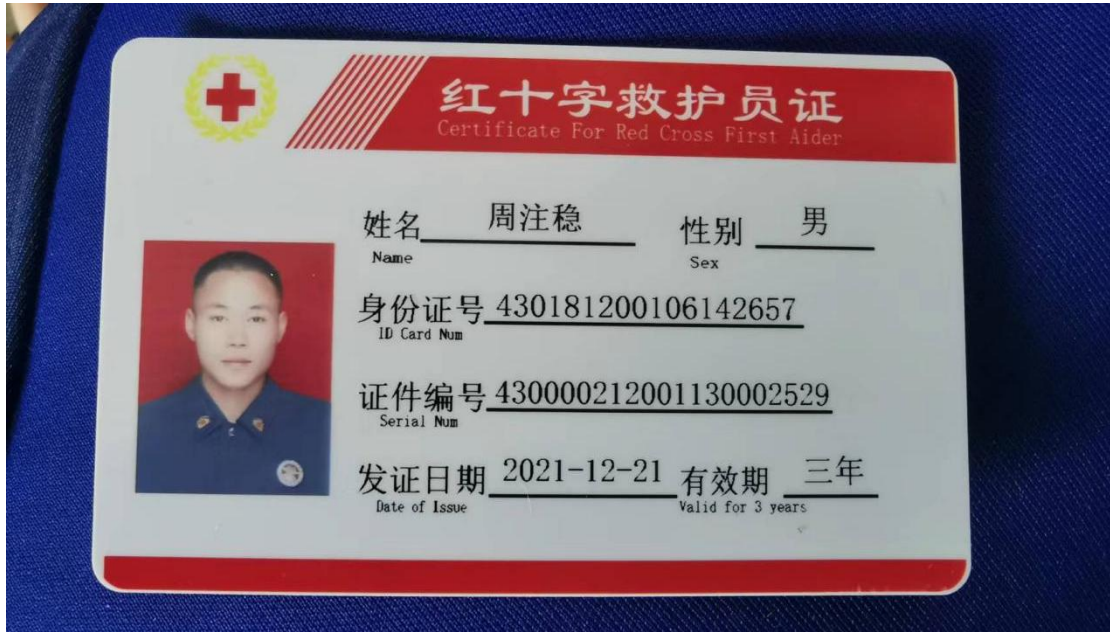 红十字救护员证
Certificate For Red Cross First Aider
姓名 周注稳 性别 男
Name Sex
身份证号 430181200106142657
ID Card Num
证件编号 430000212001130002529
Serial Num
发证日期 2021-12-21 有效期 三年
Date of Issue Valid for 3 years